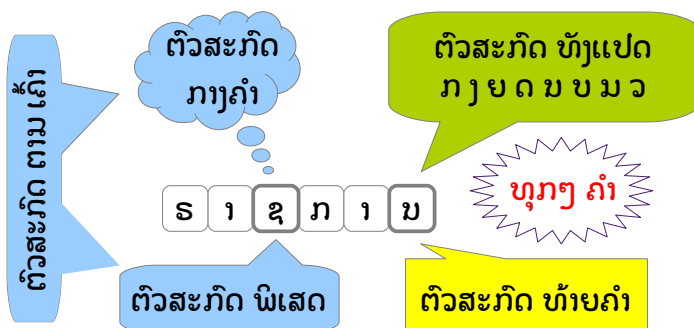 ຕົວສະກົດ ຕາມ ເຄົ້າ
ຕົວສະກົດ
ກາງຄຳ
ຕົວສະກົດ ທັງແປດ
ກ ງ ຍ ດ ນ ບ ມ ວ
ທຸກໆ ຄຳ
ຣ າ ຊ ກ າ ນ
ຕົວສະກົດ ພິເສດ
ຕົວສະກົດ ທ້າຍຄຳ